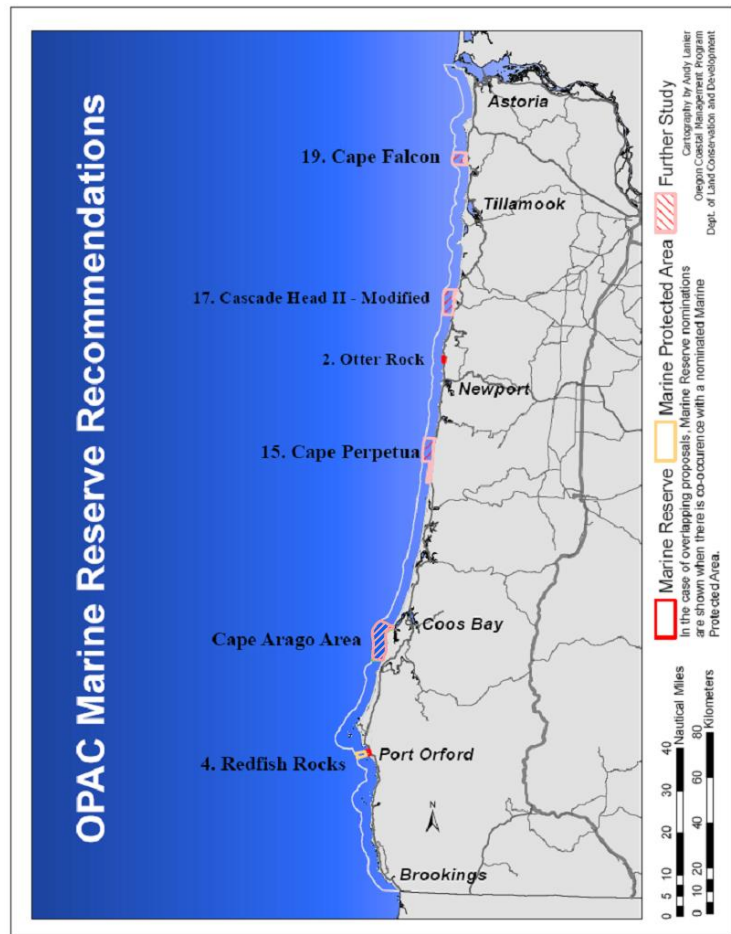 OPAC Marine Reserve Recommendations
Astoria
19. Cape Falcon
Tillamook
17. Cascade Head II - Modified
2. Otter Rock
Newport
15. Cape Perpetua
Cape Arago Area
Coos Bay
4. Redfish Rocks
Port Orford
N
Brookings
0 5 10 20 30 40
Nautical Miles
0 10 20 40 60 80
Kilometers
Marine Reserve Marine Protected Area Further Study
In the case of overlapping proposals, Marine Reserve nominations
are shown when there is co-occurence with a nominated Marine
Protected Area.
Cartography by Andy Lanier
Oregon Coastal Management Program
Dept. of Land Conservation and Development